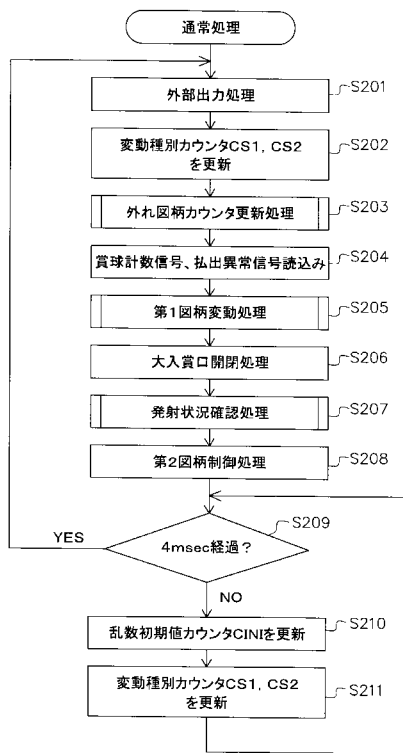 通常処理
外部出力処理
S201
変動種別カウンタCS1, CS2
を更新
S202
外れ図柄カウンタ更新処理
S203
賞球計数信号、払出異常信号読込み
S204
第1図柄変動処理
S205
大入賞口開閉処理
S206
発射状況確認処理
S207
第2図柄制御処理
S208
S209
4msec経過?
YES
NO
乱数初期値カウンタCINIを更新
S210
変動種別カウンタCS1, CS2
を更新
S211